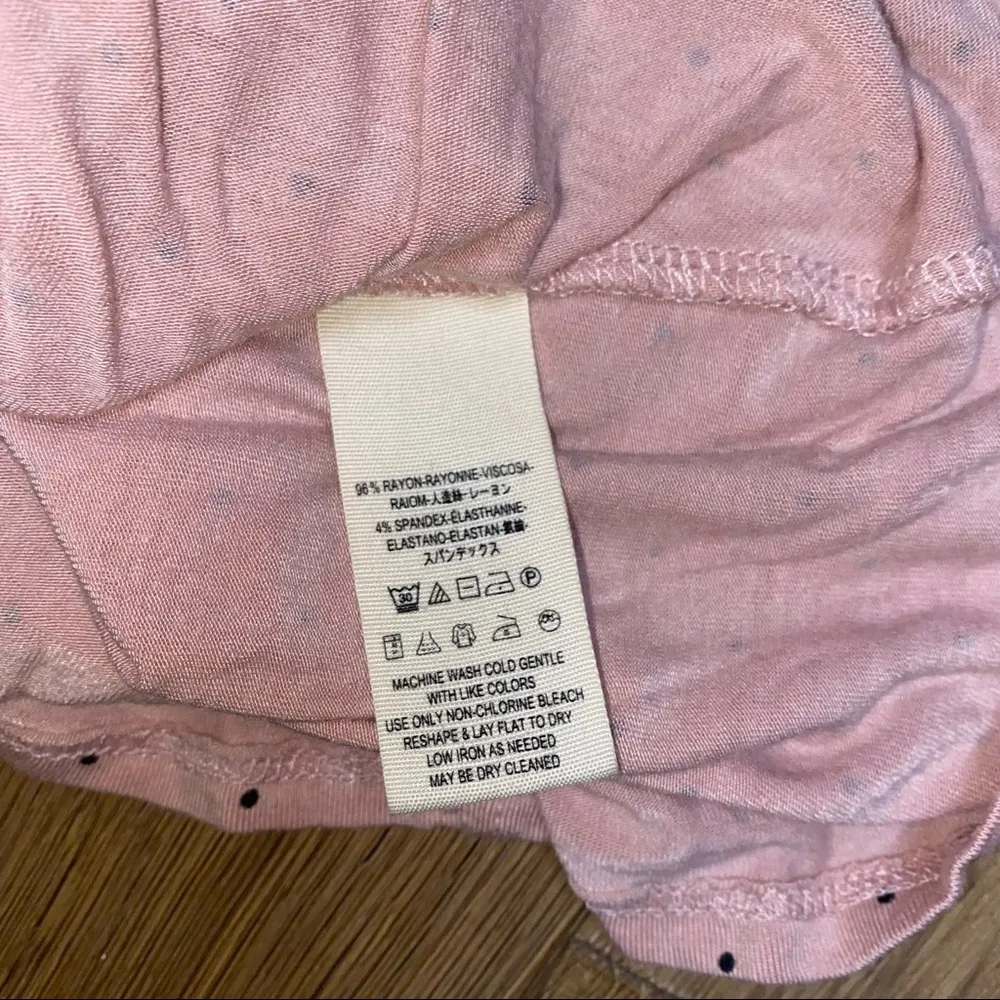 96% RAYON-RAYONNE-VISCOSA-
RAIOM-人造絲-レーヨン
4% SPANDEX-ELASTHANNE-
ELASTANO-ELASTAN-氨綸
スパンデックス
30 P
MACHINE WASH COLD GENTLE
WITH LIKE COLORS
USE ONLY NON-CHLORINE BLEACH
RESHAPE & LAY FLAT TO DRY
LOW IRON AS NEEDED
MAY BE DRY CLEANED